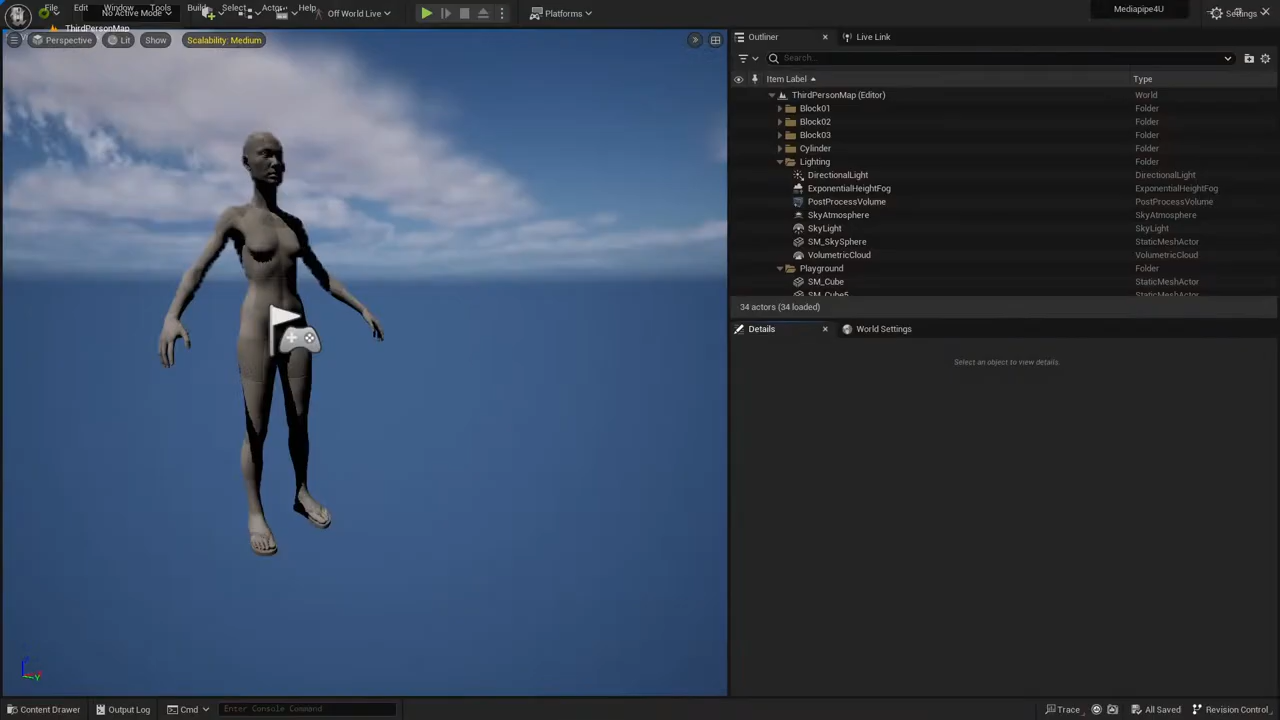 File Edit Window Tools Build Select Actor Help
No Active Mode
Off World Live
Platforms
Mediapipe4U
Settings
ThirdPersonMap
Perspective
Lit
Show
Scalability: Medium
Outliner
Live Link
Search...
Item Label
Type
ThirdPersonMap (Editor) World
Block01 Folder
Block02 Folder
Block03 Folder
Cylinder Folder
Lighting Folder
DirectionalLight DirectionalLight
ExponentialHeightFog ExponentialHeightFog
PostProcessVolume PostProcessVolume
SkyAtmosphere SkyAtmosphere
SkyLight SkyLight
SM_SkySphere StaticMeshActor
VolumetricCloud VolumetricCloud
Playground Folder
SM_Cube StaticMeshActor
SM_Cube5 StaticMeshActor
34 actors (34 loaded)
Details
World Settings
Select an object to view details.
Content Drawer
Output Log
Cmd
Enter Console Command
Trace
All Saved
Revision Control